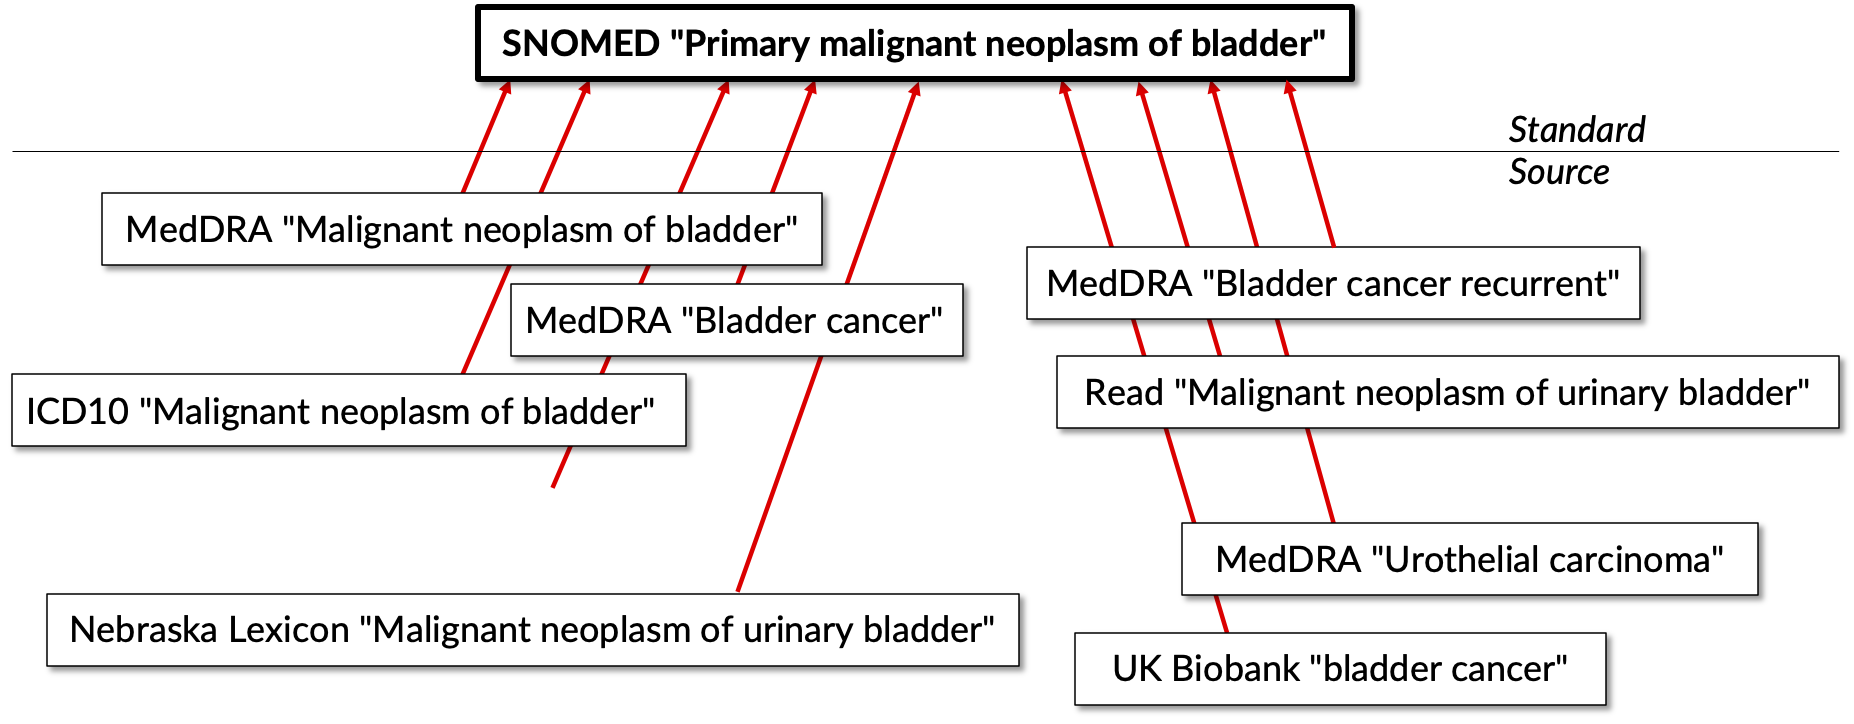 SNOMED "Primary malignant neoplasm of bladder"
Standard
Source
MedDRA "Malignant neoplasm of bladder"
MedDRA "Bladder cancer recurrent"
MedDRA "Bladder cancer"
Read "Malignant neoplasm of urinary bladder"
ICD10 "Malignant neoplasm of bladder"
MedDRA "Urothelial carcinoma"
Nebraska Lexicon "Malignant neoplasm of urinary bladder"
UK Biobank "bladder cancer"